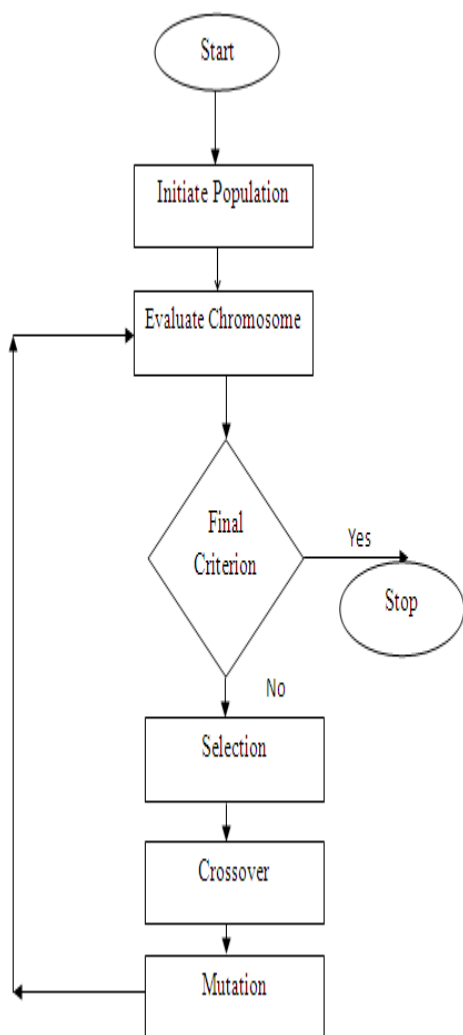 Start
Initiate Population
Evaluate Chromosome
Final
Criterion
Yes
Stop
No
Selection
Crossover
Mutation